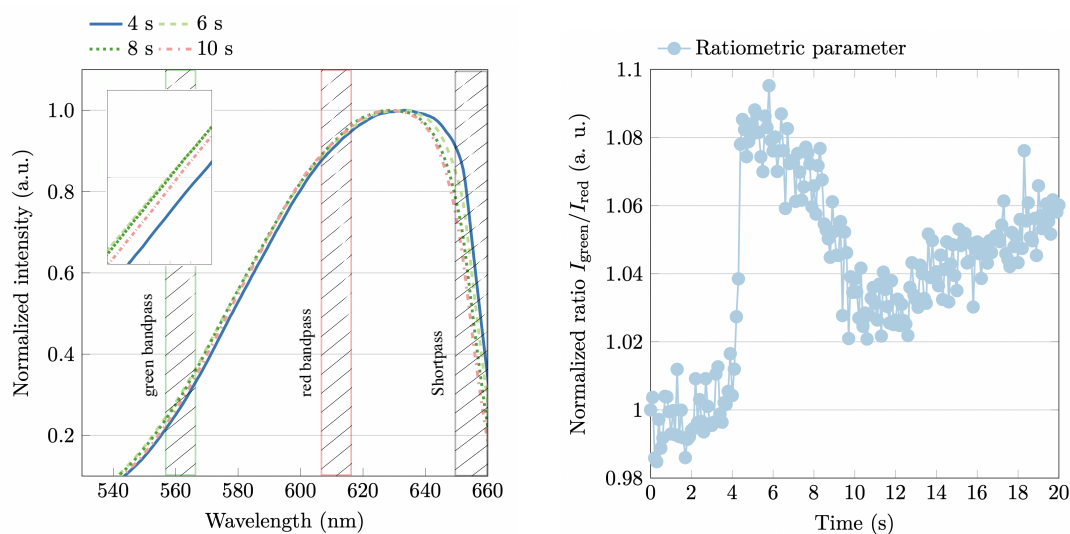 4 s 6 s
8 s 10 s
1.0
0.8
0.6
0.4
0.2
540 560 580 600 620 640 660
Wavelength (nm)
Normalized intensity (a.u.)
green bandpass
red bandpass
Shortpass
Ratiometric parameter
1.1
1.08
1.06
1.04
1.02
1
0.98
0 2 4 6 8 10 12 14 16 18 20
Time (s)
Normalized ratio Igreen/Ired (a. u.)